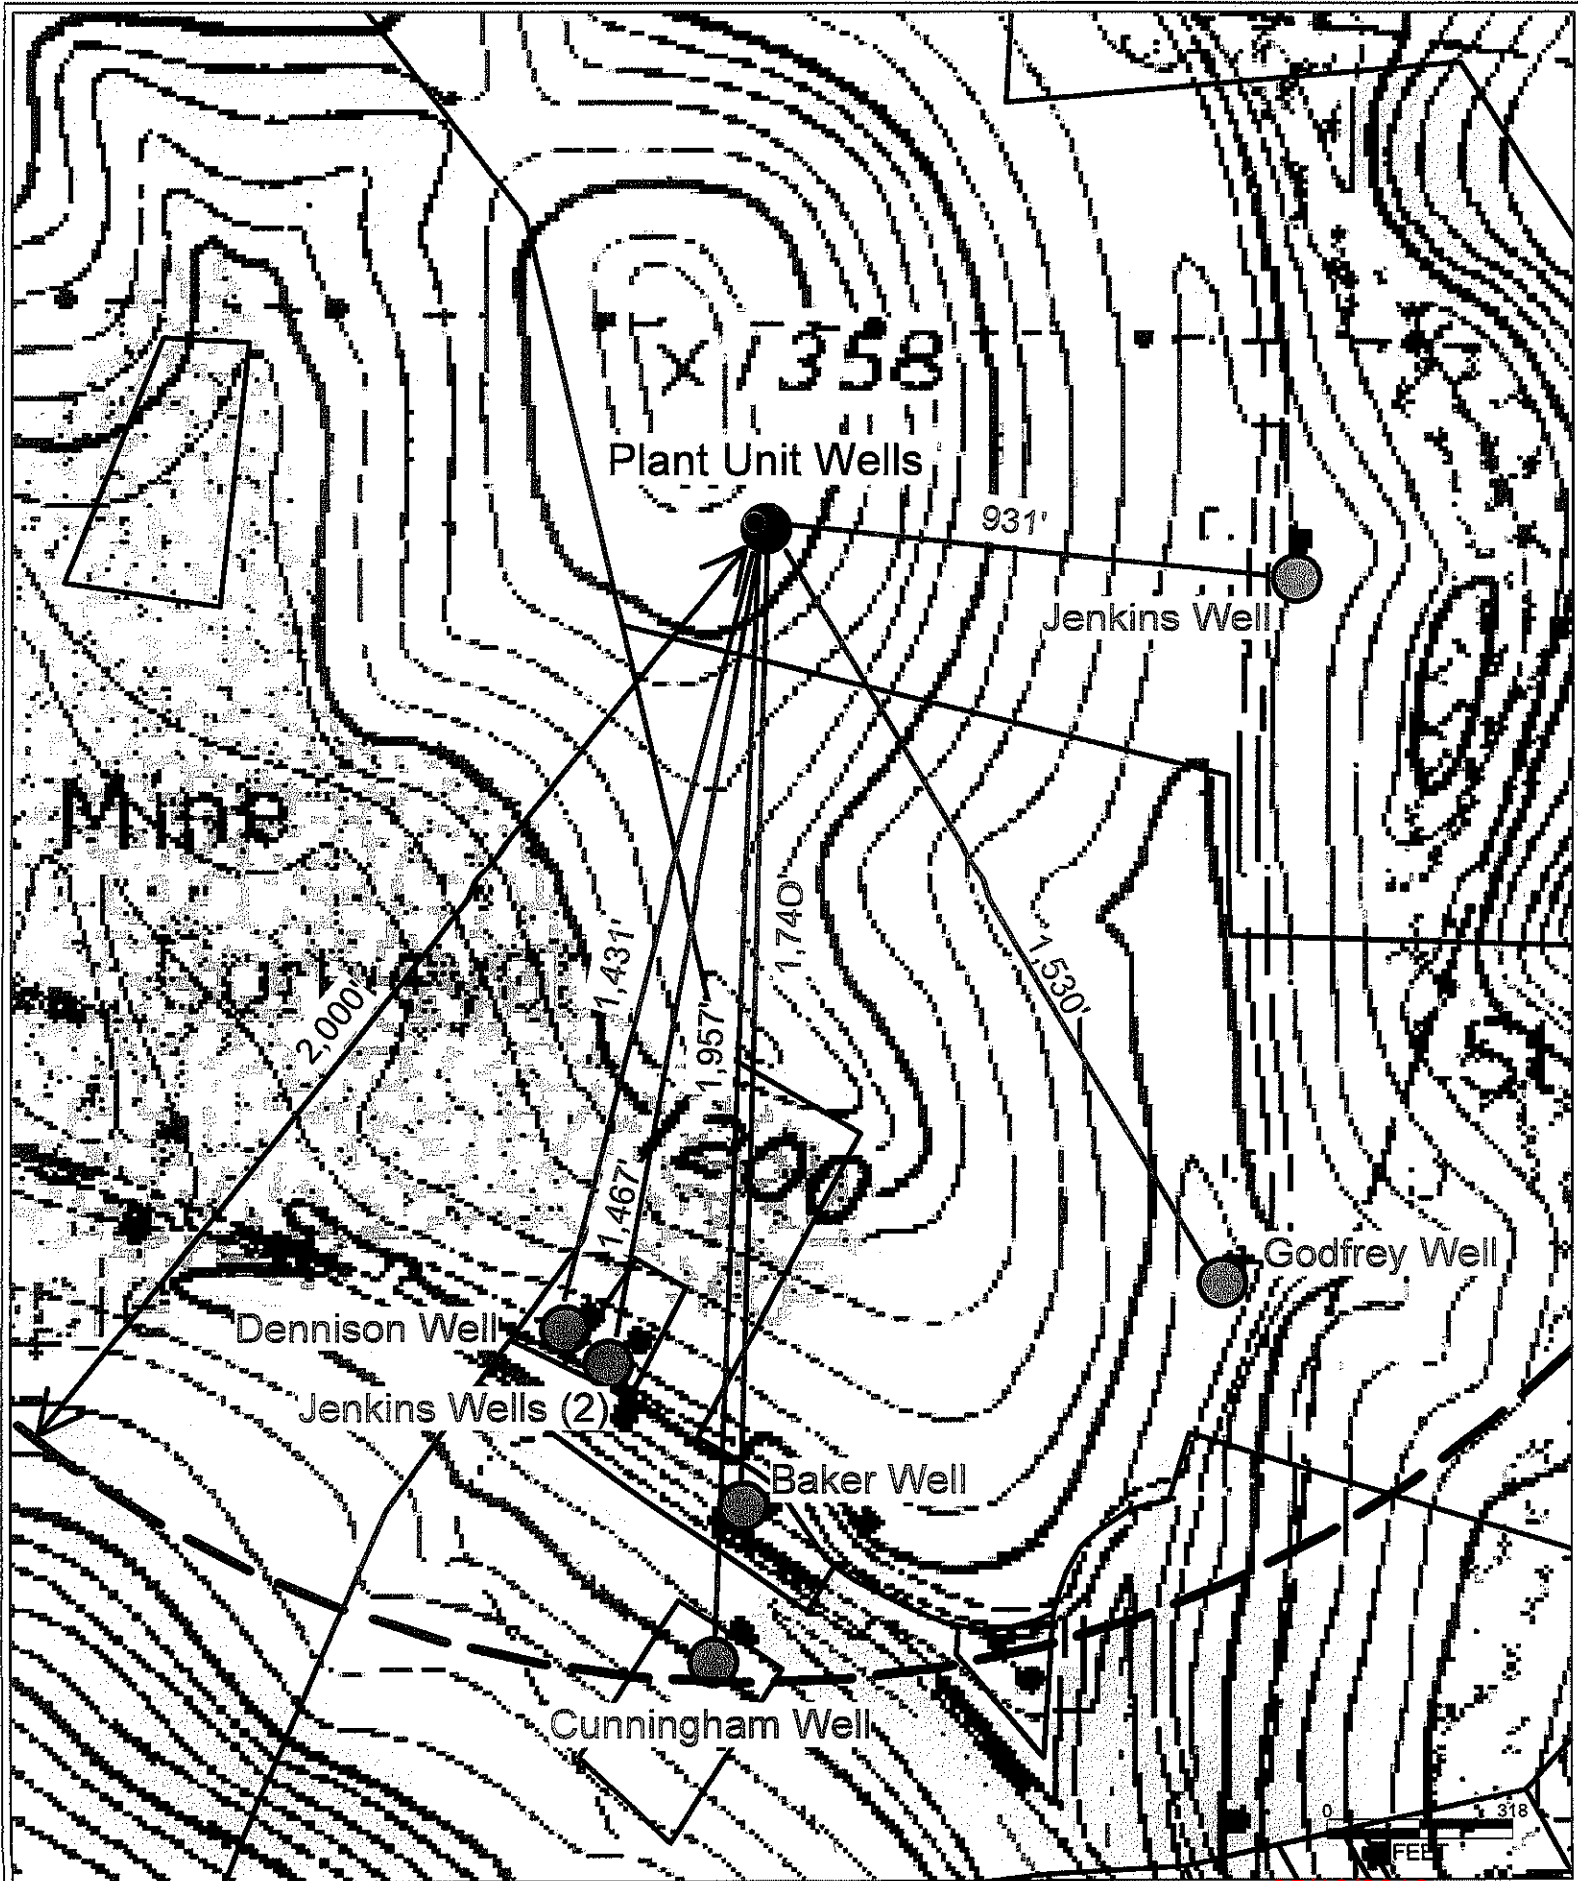 × 1358
Plant Unit Wells
931'
Jenkins Well
Mine
1,740'
1,431'
1,530'
2,000'
1,957'
1,467'
Godfrey Well
Dennison Well
Jenkins Wells (2)
Baker Well
Cunningham Well
0 318
FEET